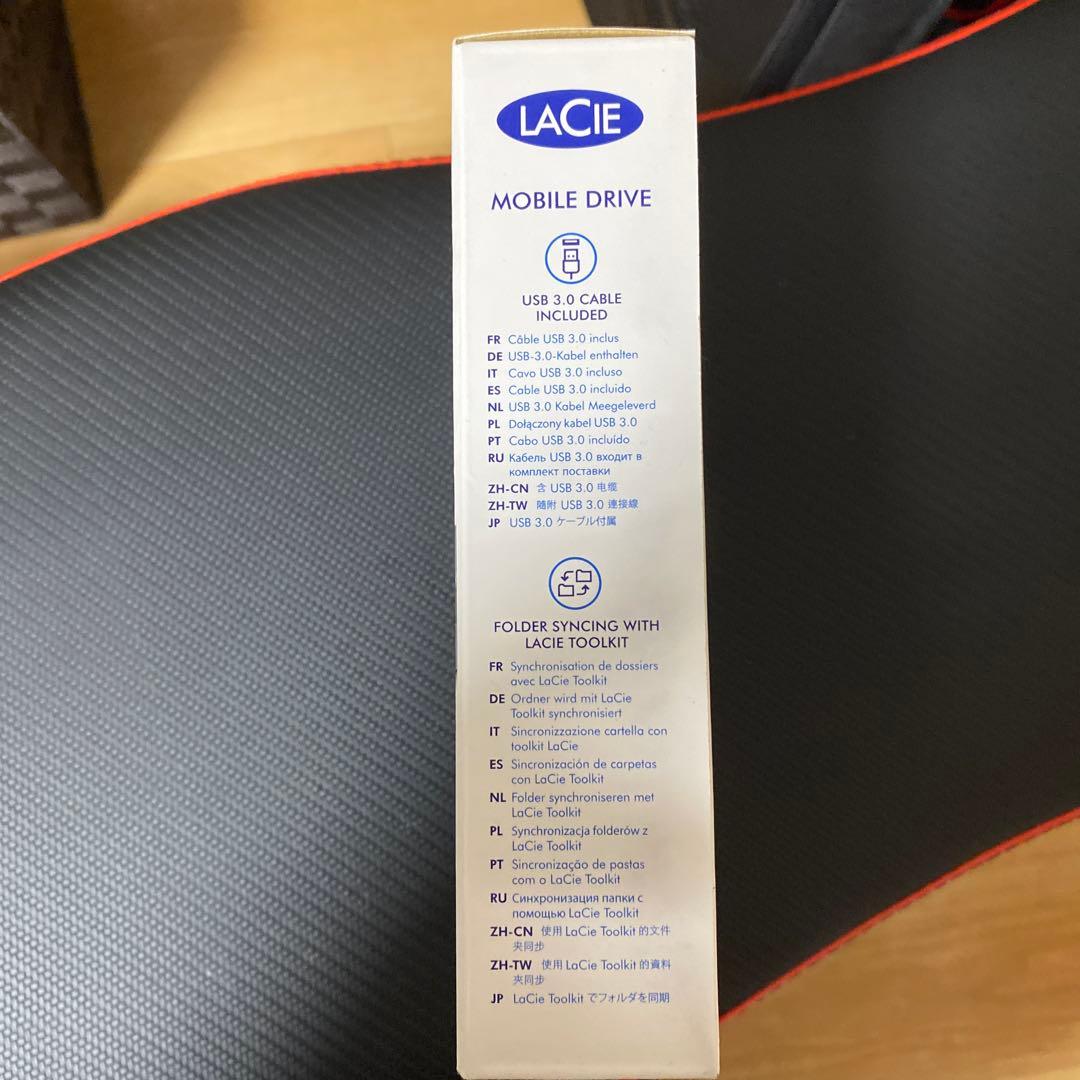 LACIE
MOBILE DRIVE
USB 3.0 CABLE
INCLUDED
FR Câble USB 3.0 inclus
DE USB-3.0-Kabel enthalten
IT Cavo USB 3.0 incluso
ES Cable USB 3.0 incluido
NL USB 3.0 Kabel Meegeleverd
PL Dołączony kabel USB 3.0
PT Cabo USB 3.0 incluído
RU Кабель USB 3.0 входит в
комплект поставки
ZH-CN 含 USB 3.0 电缆
ZH-TW 隨附 USB 3.0 連接線
JP USB 3.0 ケーブル付属
FOLDER SYNCING WITH
LACIE TOOLKIT
FR Synchronisation de dossiers
avec LaCie Toolkit
DE Ordner wird mit LaCie
Toolkit synchronisiert
IT Sincronizzazione cartella con
toolkit LaCie
ES Sincronización de carpetas
con LaCie Toolkit
NL Folder synchroniseren met
LaCie Toolkit
PL Synchronizacja folderów z
LaCie Toolkit
PT Sincronização de pastas
com o LaCie Toolkit
RU Синхронизация папки с
помощью LaCie Toolkit
ZH-CN 使用 LaCie Toolkit 的文件
夹同步
ZH-TW 使用 LaCie Toolkit 的資料
夾同步
JP LaCie Toolkit でフォルダを同期